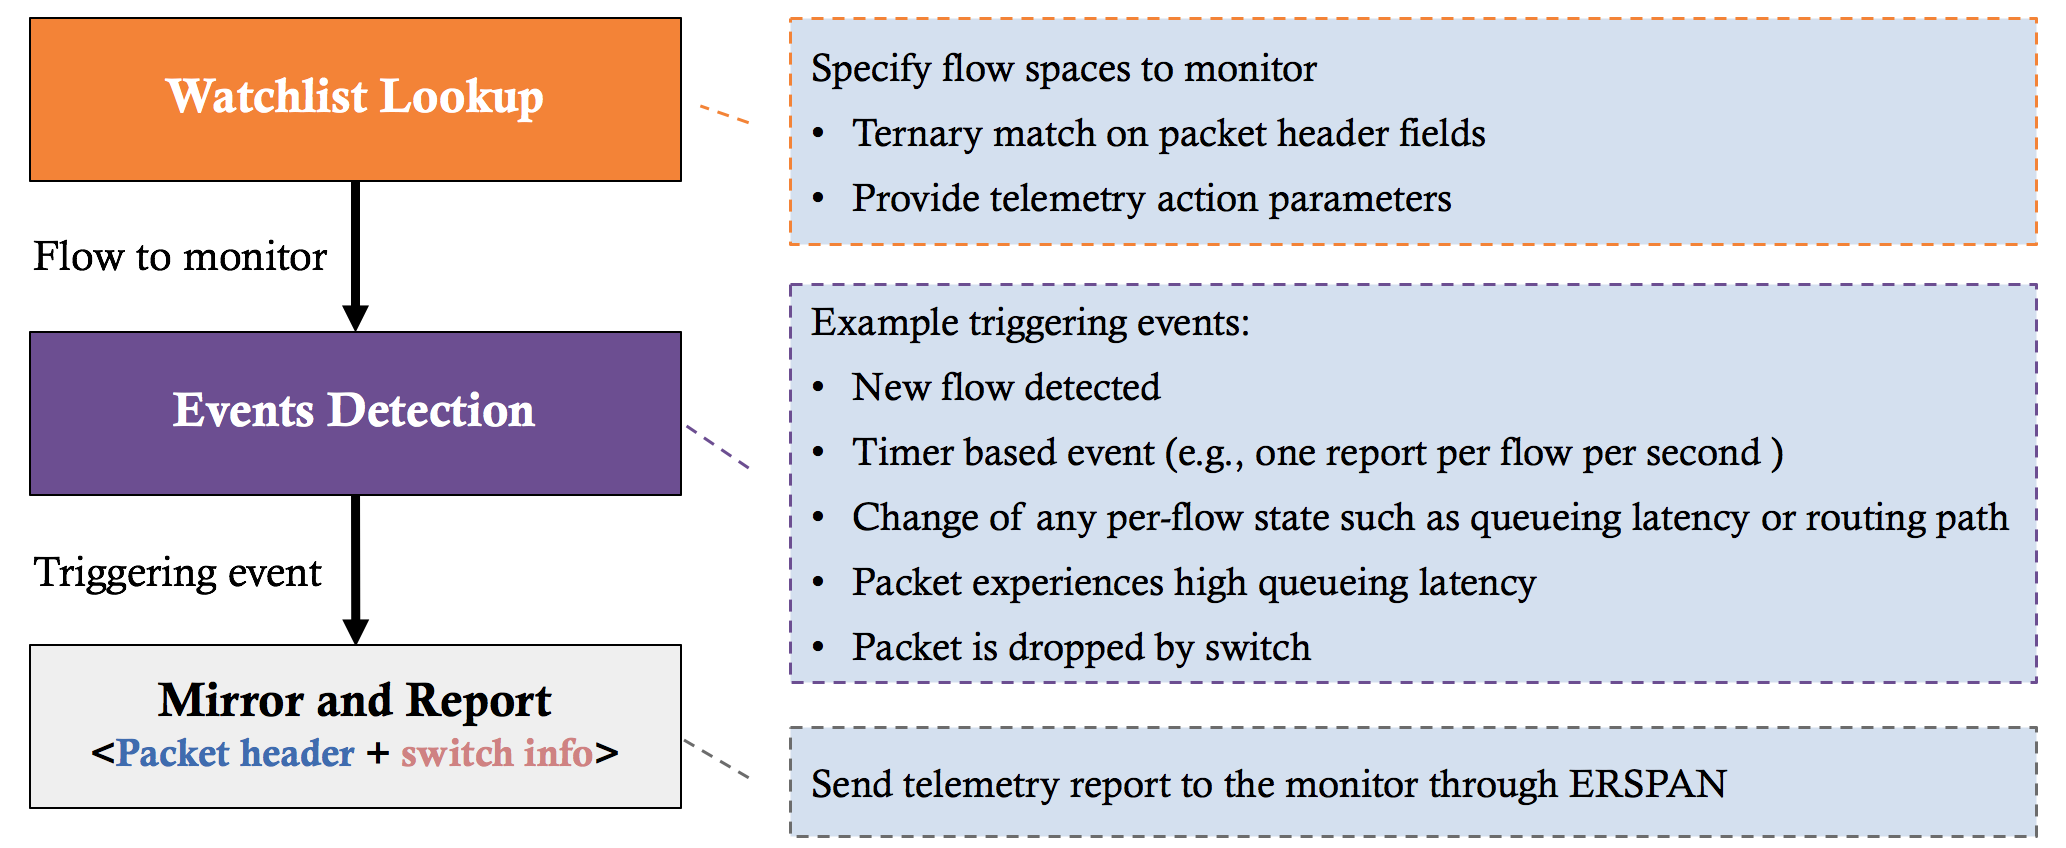 Watchlist Lookup
Flow to monitor
Events Detection
Triggering event
Mirror and Report
<Packet header + switch info>
Specify flow spaces to monitor
• Ternary match on packet header fields
• Provide telemetry action parameters
Example triggering events:
• New flow detected
• Timer based event (e.g., one report per flow per second )
• Change of any per-flow state such as queueing latency or routing path
• Packet experiences high queueing latency
• Packet is dropped by switch
Send telemetry report to the monitor through ERSPAN